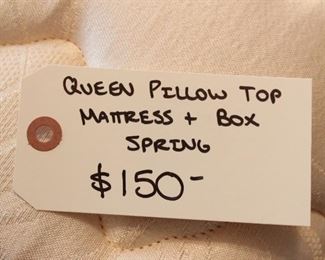 QUEEN PILLOW TOP
MATTRESS + BOX
SPRING
$150-